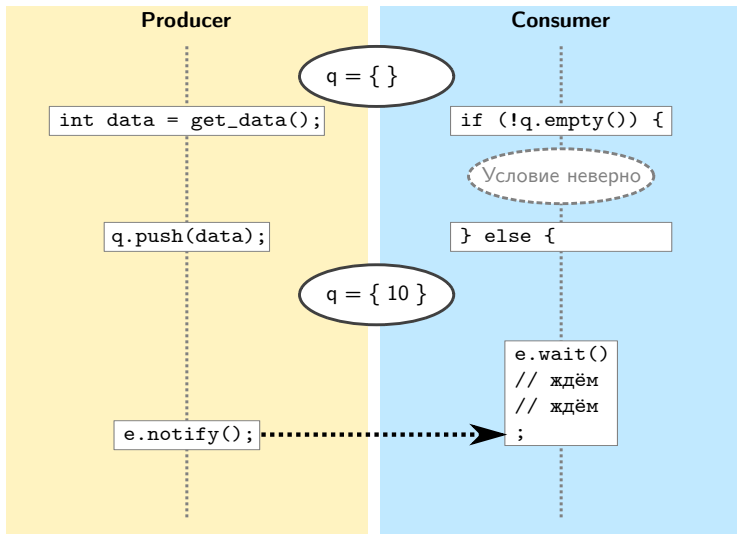 Producer
Consumer
q = { }
int data = get_data();
if (!q.empty()) {
Условие неверно
q.push(data);
} else {
q = { 10 }
e.wait()
// ждём
// ждём
;
e.notify();